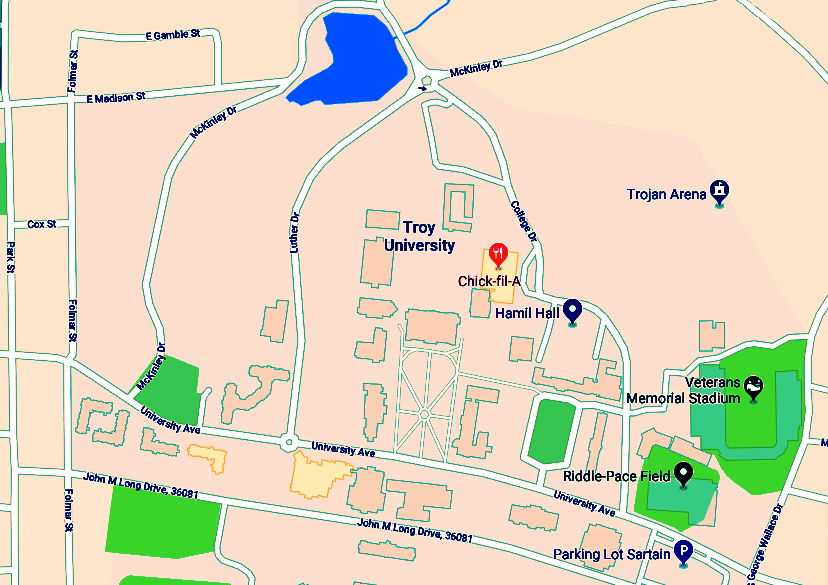 E Gamble St
Folmar St
McKinley Dr
E Madison St
McKinley Dr
Trojan Arena
College Dr
Luther Dr
Troy
University
Cox St
Park St
Chick-fil-A
Folmar St
Hamil Hall
McKinley Dr
Veterans
Memorial Stadium
University Ave
University Ave
Riddle-Pace Field
John M Long Drive, 36081
Folmar St
University Ave
John M Long Drive, 36081
S George Wallace Dr
Parking Lot Sartain
P